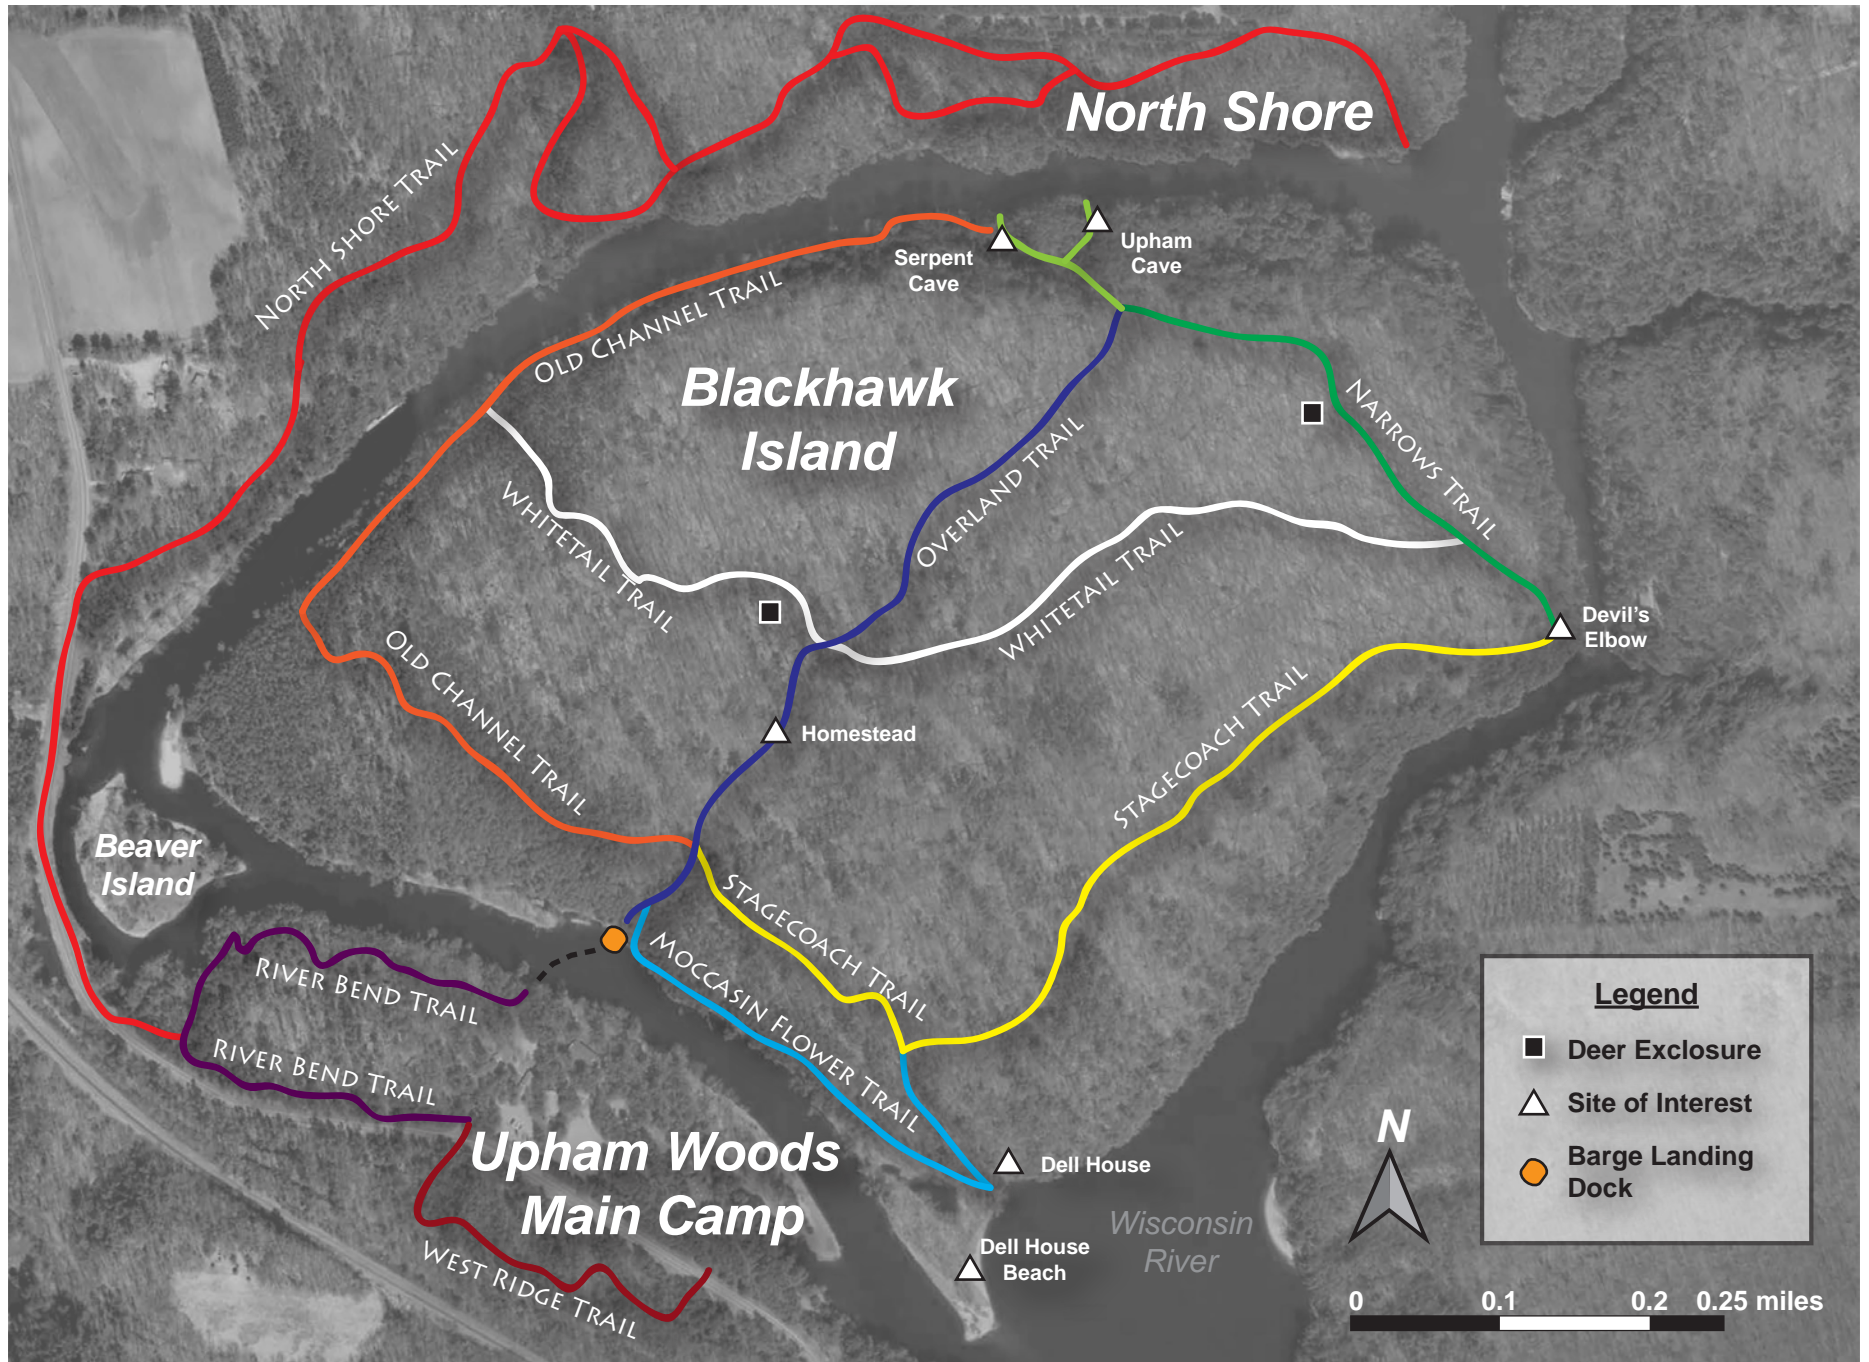 North Shore
NORTH SHORE TRAIL
Serpent
Cave
Upham
Cave
OLD CHANNEL TRAIL
Blackhawk
Island
NARROWS TRAIL
OVERLAND TRAIL
WHITETAIL TRAIL
WHITETAIL TRAIL
Devil's
Elbow
OLD CHANNEL TRAIL
Homestead
STAGECOACH TRAIL
Beaver
Island
STAGECOACH TRAIL
MOCCASIN FLOWER TRAIL
RIVER BEND TRAIL
RIVER BEND TRAIL
Upham Woods
Main Camp
WEST RIDGE TRAIL
Dell House
Dell House
Beach
Wisconsin
River
Legend
Deer Exclosure
Site of Interest
Barge Landing
Dock
N
0 0.1 0.2 0.25 miles